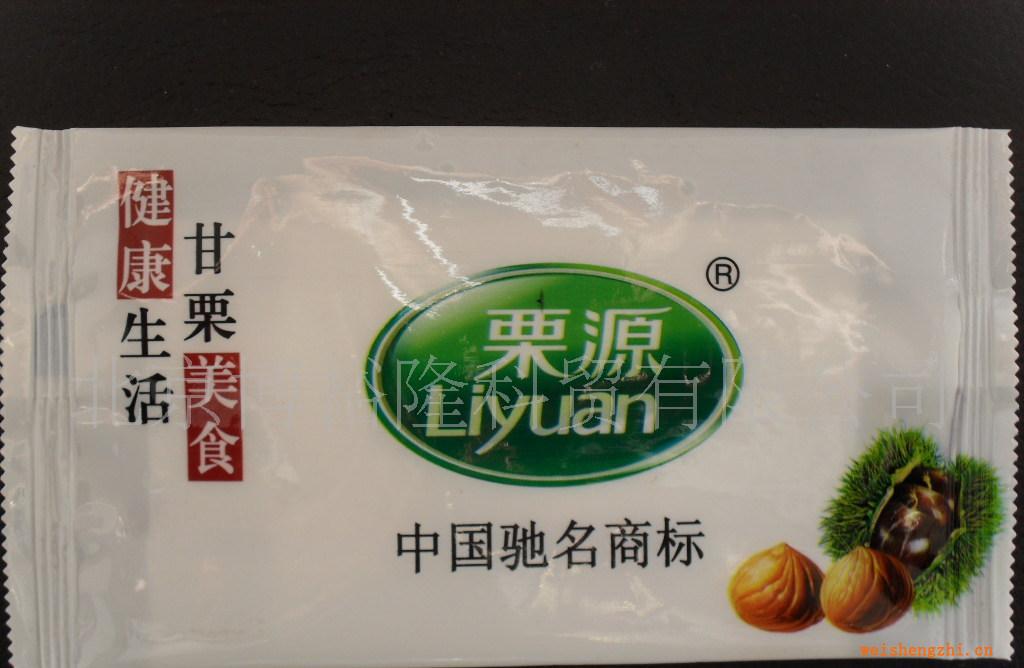 健康生活
甘栗美食
®
栗源
Liyuan
中国驰名商标
weishengzhi.cn